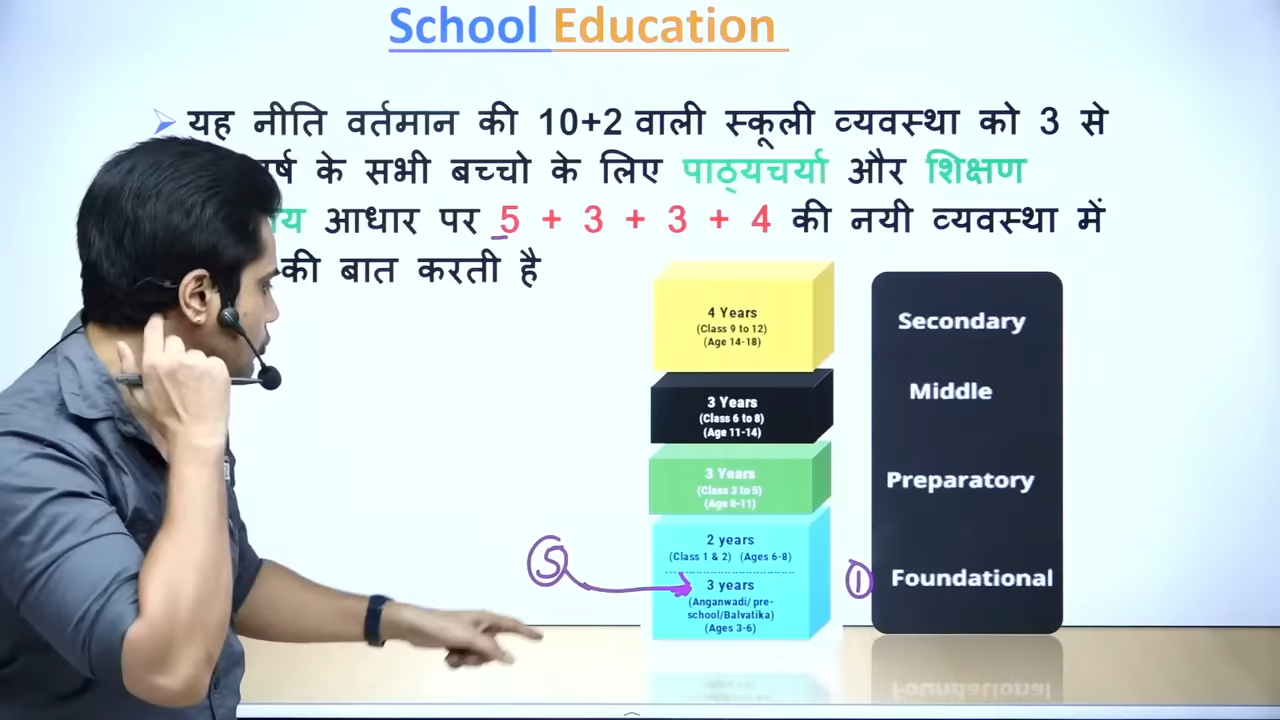 School Education
यह नीति वर्तमान की 10+2 वाली स्कूली व्यवस्था को 3 से
के सभी बच्चो के लिए पाठ्यचर्या और शिक्षण
आधार पर 5 + 3 + 3 + 4 की नयी व्यवस्था में
की बात करती है
4 Years
(Class 9 to 12)
(Age 14-18)
Secondary
3 Years
(Class 6 to 8)
(Age 11-14)
Middle
3 Years
(Class 3 to 5)
(Age 8-11)
Preparatory
2 years
(Class 1 & 2) (Ages 6-8)
5
3 years
(Anganwadi/ pre-
school/Balvatika)
(Ages 3-6)
1 Foundational